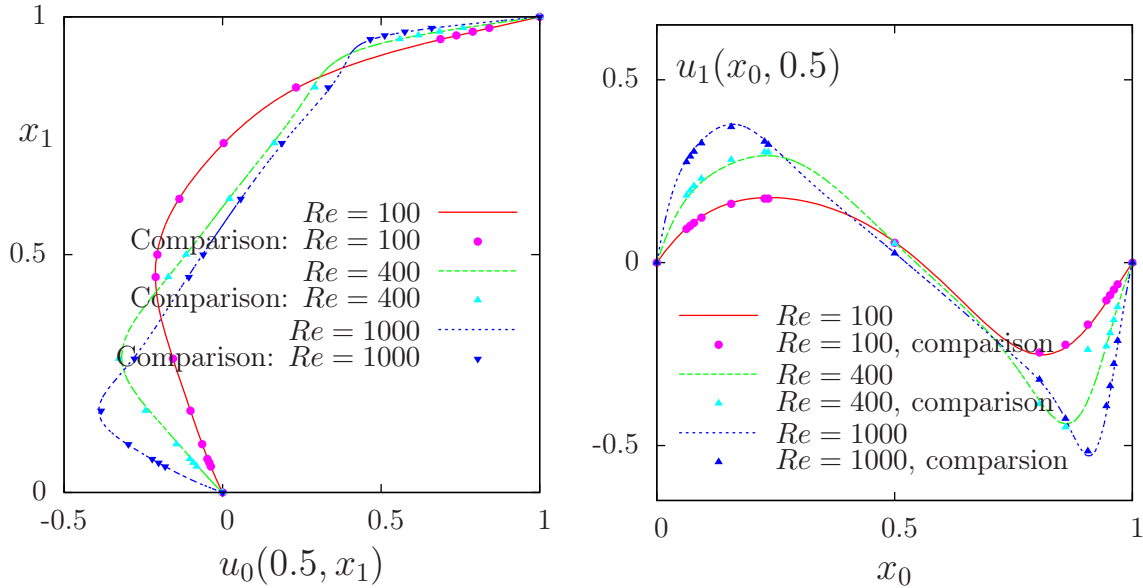 1
x₁
0.5
0
Re = 100
Comparison: Re = 100
Re = 400
Comparison: Re = 400
Re = 1000
Comparison: Re = 1000
-0.5
0
0.5
1
u₀(0.5, x₁)
u₁(x₀, 0.5)
0.5
0
-0.5
Re = 100
Re = 100, comparison
Re = 400
Re = 400, comparison
Re = 1000
Re = 1000, comparsion
0
0.5
1
x₀